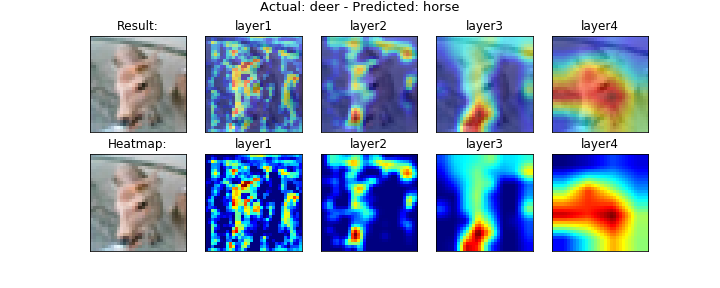 Actual: deer - Predicted: horse
Result: layer1 layer2 layer3 layer4
Heatmap: layer1 layer2 layer3 layer4